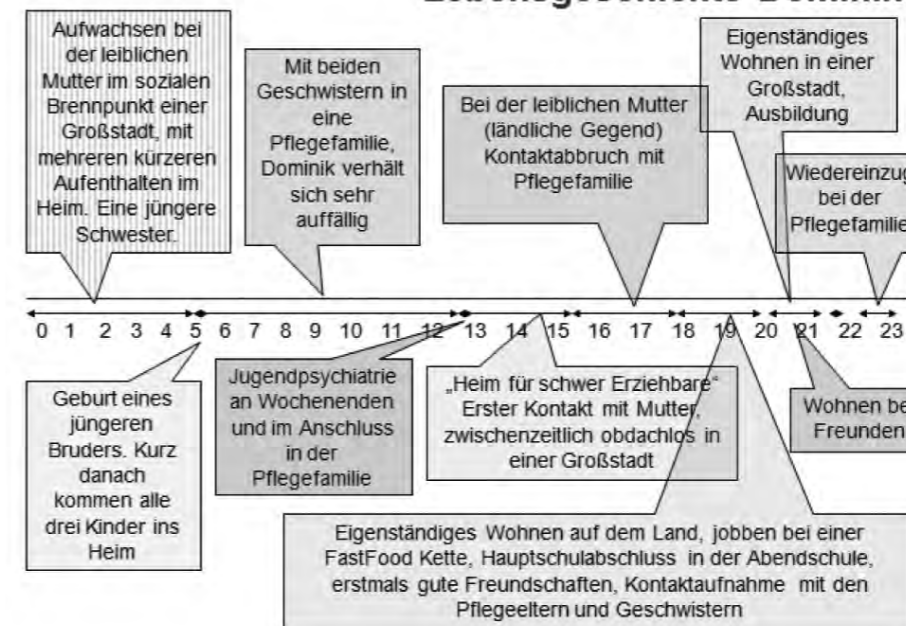 Aufwachsen bei
der leiblichen
Mutter im sozialen
Brennpunkt einer
Großstadt, mit
mehreren kürzeren
Aufenthalten im
Heim. Eine jüngere
Schwester.
Mit beiden
Geschwistern in
eine
Pflegefamilie,
Dominik verhält
sich sehr
auffällig
Bei der leiblichen Mutter
(ländliche Gegend)
Kontaktabbruch mit
Pflegefamilie
Eigenständiges
Wohnen in einer
Großstadt,
Ausbildung
Wiedereinzug
bei der
Pflegefamilie
0 1 2 3 4 5 6 7 8 9 10 11 12 13 14 15 16 17 18 19 20 21 22 23
Geburt eines
jüngeren
Bruders. Kurz
danach
kommen alle
drei Kinder ins
Heim
Jugendpsychiatrie
an Wochenenden
und im Anschluss
in der
Pflegefamilie
„Heim für schwer Erziehbare“
Erster Kontakt mit Mutter,
zwischenzeitlich obdachlos in
einer Großstadt
Wohnen be
Freunden
Eigenständiges Wohnen auf dem Land, jobben bei einer
FastFood Kette, Hauptschulabschluss in der Abendschule,
erstmals gute Freundschaften, Kontaktaufnahme mit den
Pflegeeltern und Geschwistern